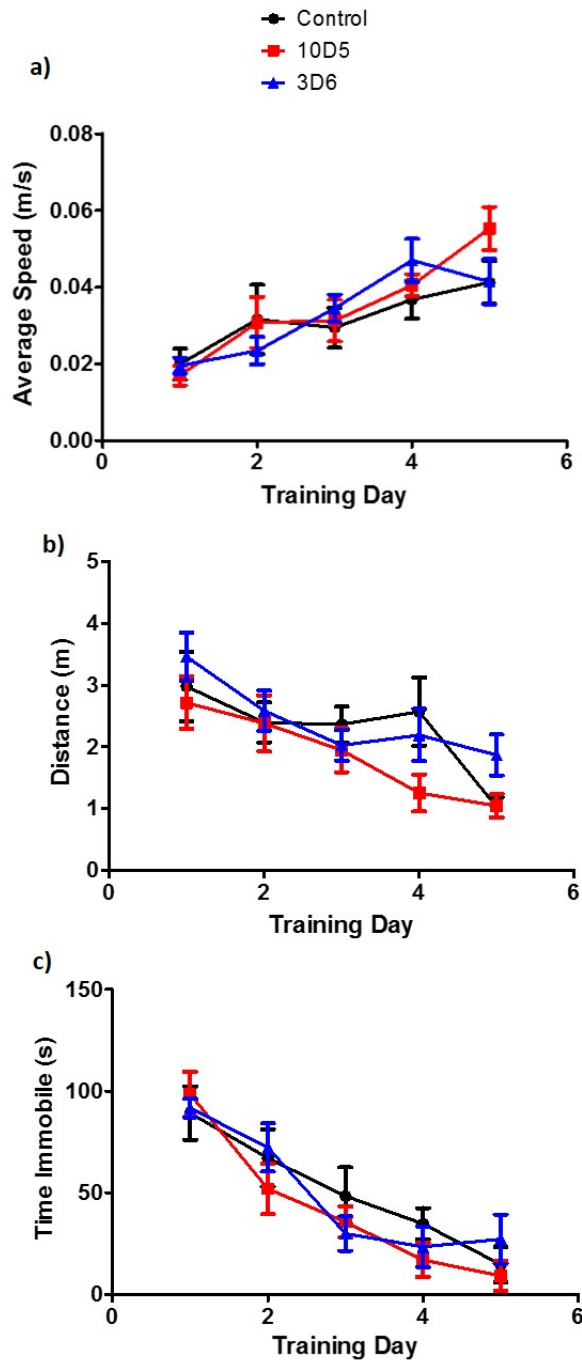 Control
10D5
3D6
a)
0.08
0.06
0.04
0.02
0.00
Average Speed (m/s)
0 2 4 6
Training Day
b)
5
4
3
2
1
0
Distance (m)
0 2 4 6
Training Day
c)
150
100
50
0
Time Immobile (s)
0 2 4 6
Training Day